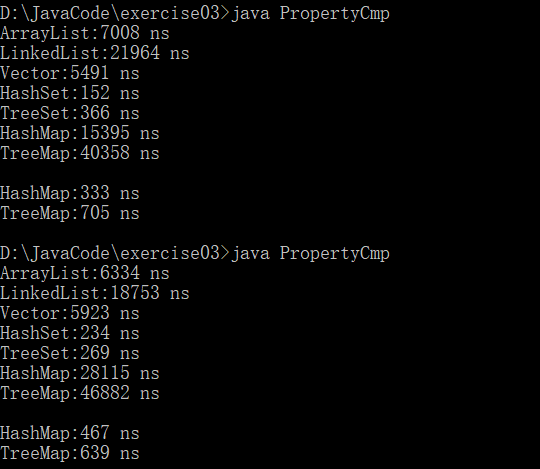 D:\JavaCode\exercise03>java PropertyCmp
ArrayList:7008 ns
LinkedList:21964 ns
Vector:5491 ns
HashSet:152 ns
TreeSet:366 ns
HashMap:15395 ns
TreeMap:40358 ns
HashMap:333 ns
TreeMap:705 ns
D:\JavaCode\exercise03>java PropertyCmp
ArrayList:6334 ns
LinkedList:18753 ns
Vector:5923 ns
HashSet:234 ns
TreeSet:269 ns
HashMap:28115 ns
TreeMap:46882 ns
HashMap:467 ns
TreeMap:639 ns